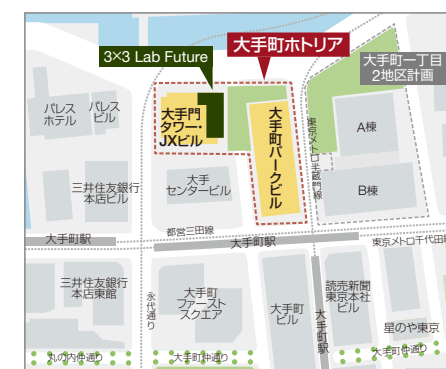 大手町ホトリア
3×3 Lab Future
大手町一丁目
2地区計画
パレス
ホテル
パレス
ビル
大手門
タワー・
JXビル
大手町パークビル
東京メトロ半蔵門線
A棟
B棟
三井住友銀行
本店ビル
大手
センタービル
都営三田線
大手町駅
大手町駅
東京メトロ千代田線
三井住友銀行
本店東館
永代通り
大手町
ファースト
スクエア
大手町
ビル
大手町駅
読売新聞
東京本社
ビル
星のや東京
丸の内仲通り
大手町仲通り
大手町仲通り